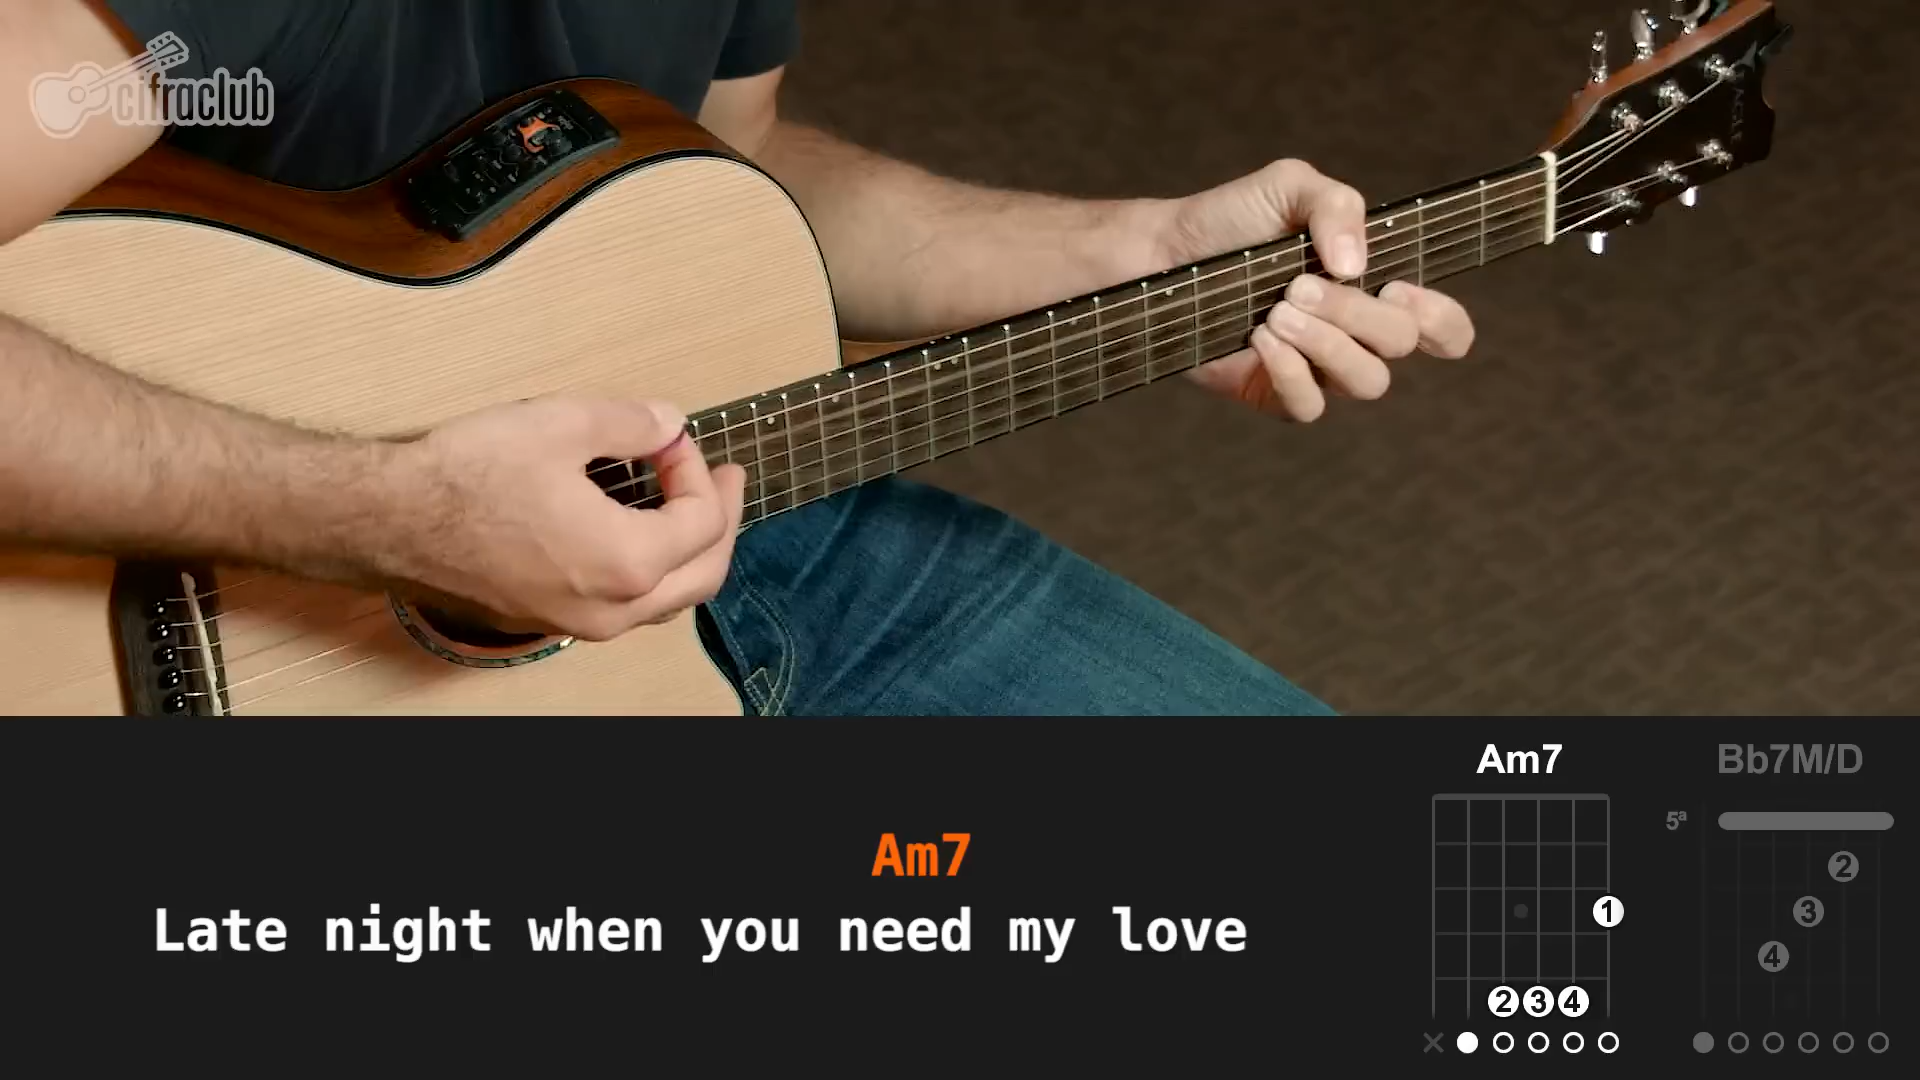 cifraclub
EAGLE
Am7
Late night when you need my love
Am7
1
2 3 4
X
Bb7M/D
5ª
2
3
4